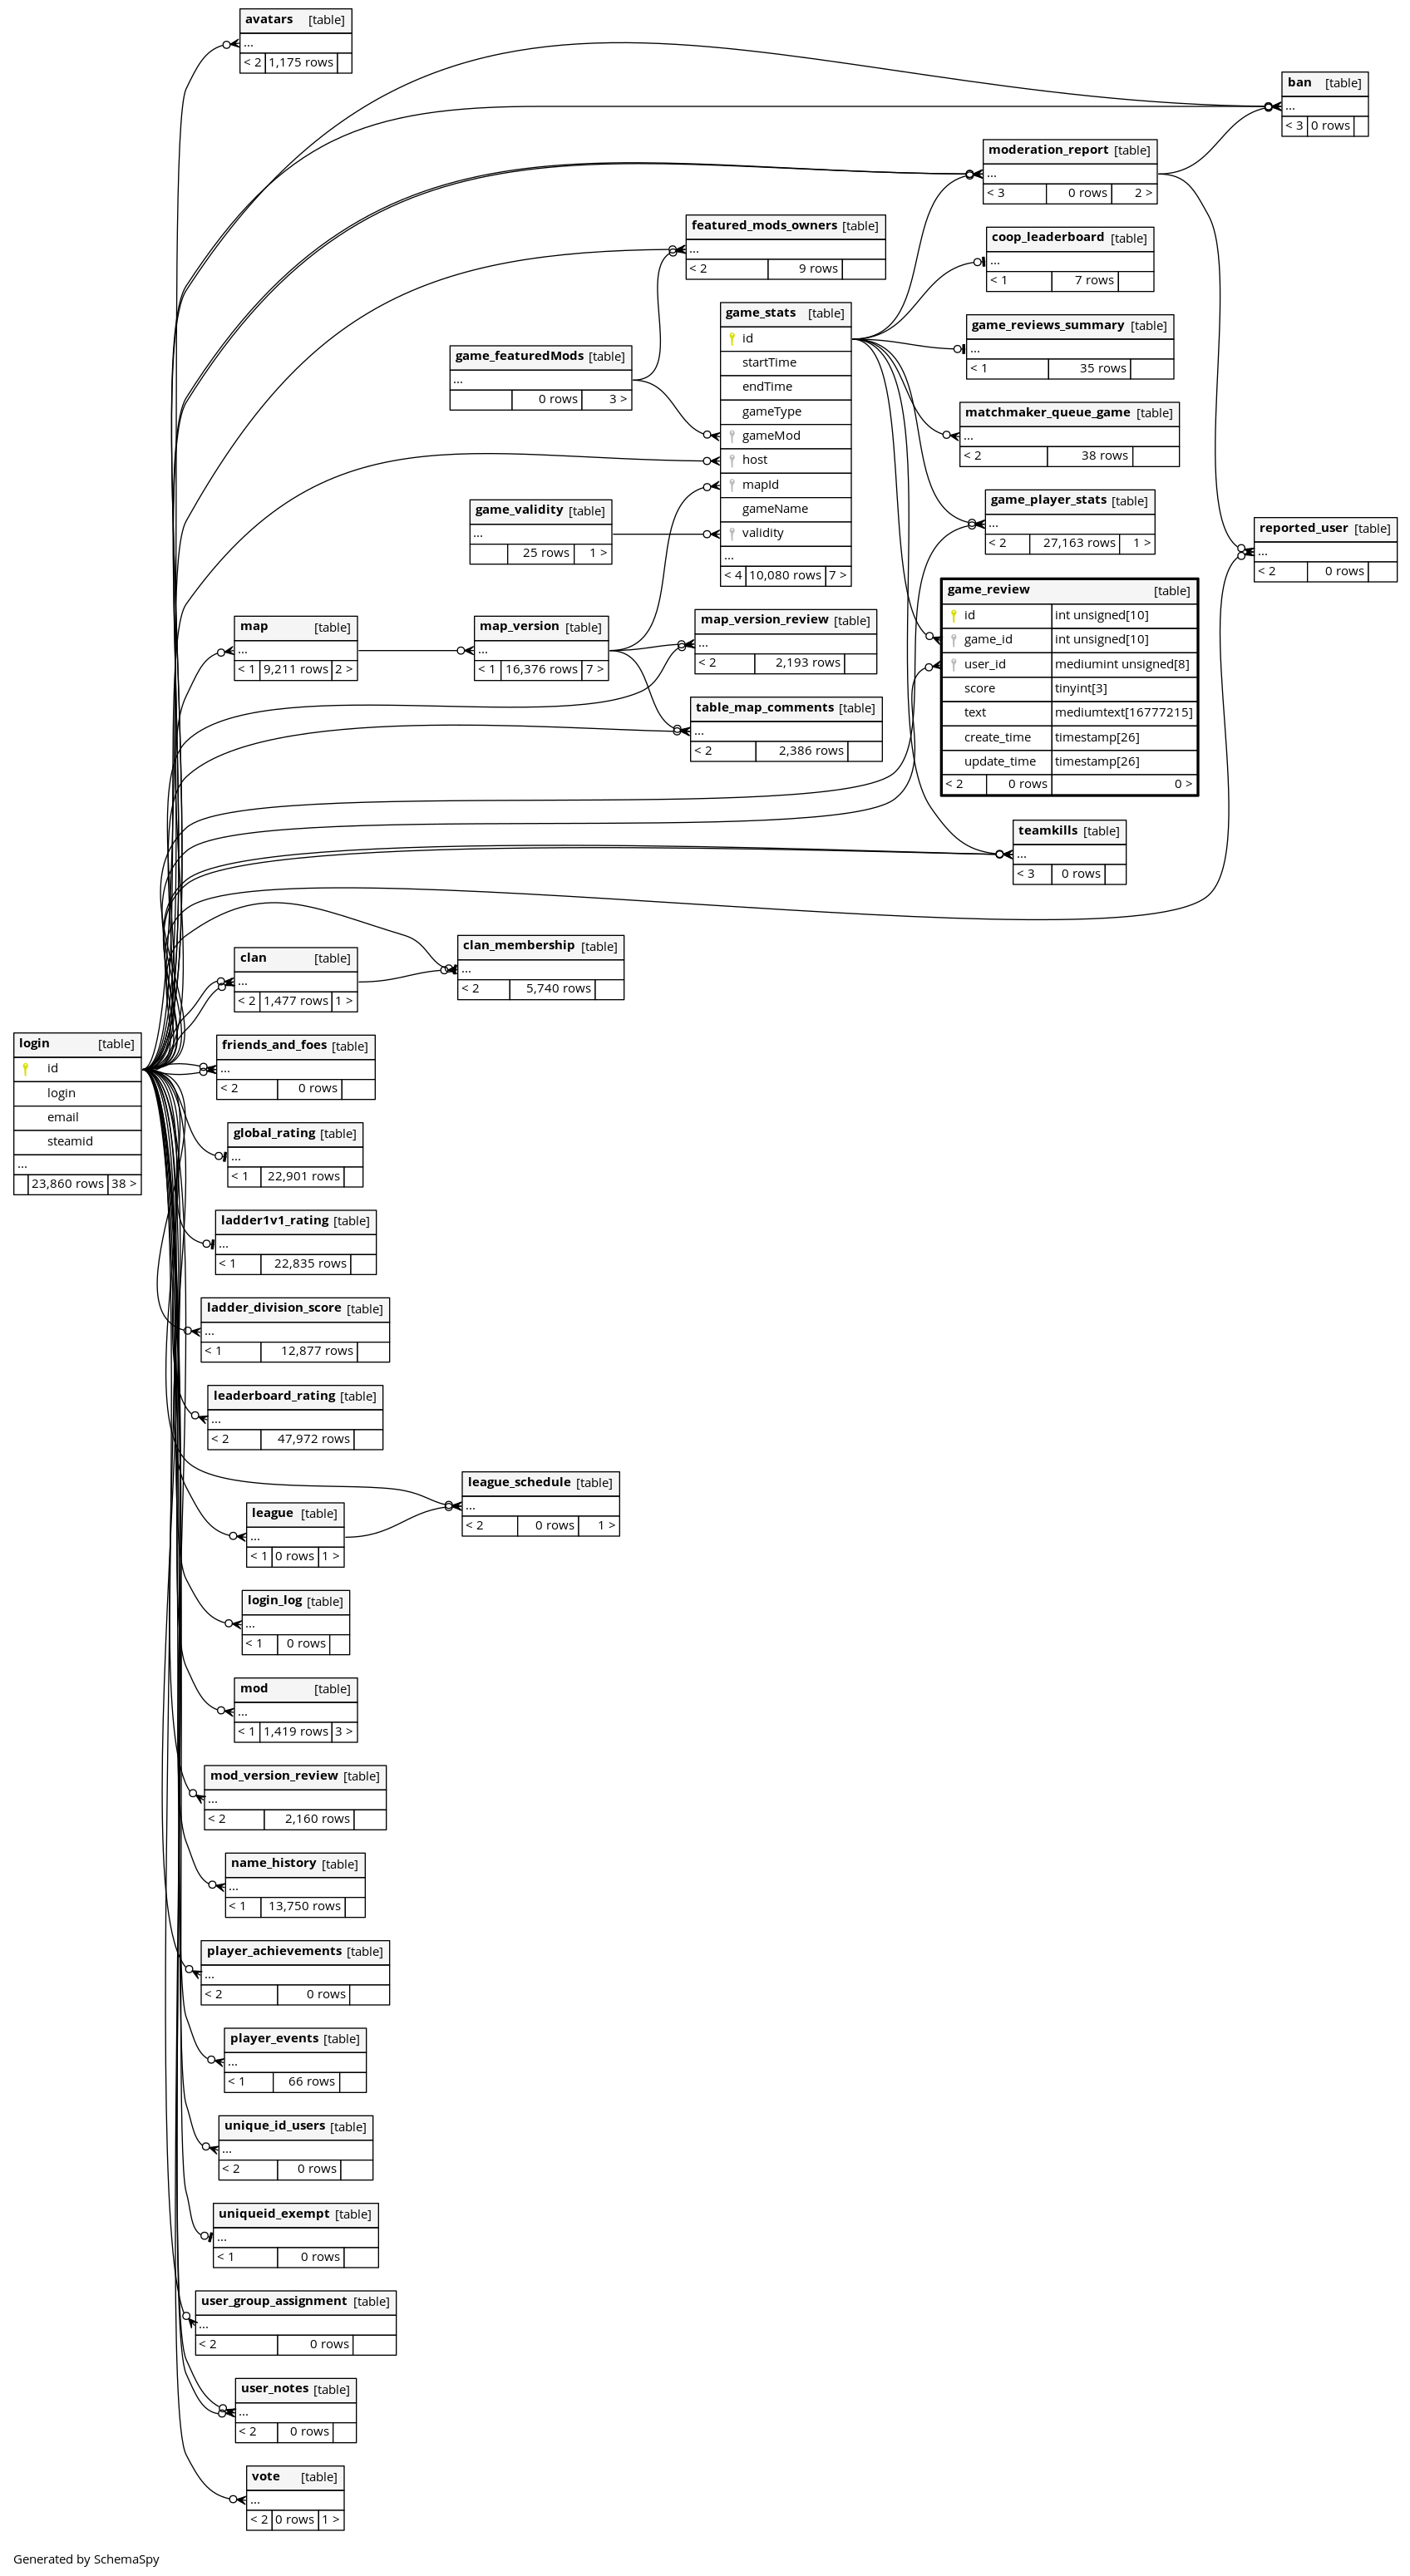 avatars [table]
...
< 2 1,175 rows
ban [table]
...
< 3 0 rows
moderation_report [table]
...
< 3 0 rows 2 >
featured_mods_owners [table]
...
< 2 9 rows
coop_leaderboard [table]
...
< 1 7 rows
game_stats [table]
id
startTime
endTime
gameType
gameMod
host
mapId
gameName
validity
...
< 4 10,080 rows 7 >
game_reviews_summary [table]
...
< 1 35 rows
game_featuredMods [table]
...
0 rows 3 >
matchmaker_queue_game [table]
...
< 2 38 rows
game_validity [table]
...
25 rows 1 >
game_player_stats [table]
...
< 2 27,163 rows 1 >
reported_user [table]
...
< 2 0 rows
game_review [table]
id int unsigned[10]
game_id int unsigned[10]
user_id mediumint unsigned[8]
score tinyint[3]
text mediumtext[16777215]
create_time timestamp[26]
update_time timestamp[26]
< 2 0 rows 0 >
map [table]
...
< 1 9,211 rows 2 >
map_version [table]
...
< 1 16,376 rows 7 >
map_version_review [table]
...
< 2 2,193 rows
table_map_comments [table]
...
< 2 2,386 rows
teamkills [table]
...
< 3 0 rows
clan_membership [table]
...
< 2 5,740 rows
clan [table]
...
< 2 1,477 rows 1 >
login [table]
id
login
email
steamid
...
23,860 rows 38 >
friends_and_foes [table]
...
< 2 0 rows
global_rating [table]
...
< 1 22,901 rows
ladder1v1_rating [table]
...
< 1 22,835 rows
ladder_division_score [table]
...
< 1 12,877 rows
leaderboard_rating [table]
...
< 2 47,972 rows
league_schedule [table]
...
< 2 0 rows 1 >
league [table]
...
< 1 0 rows 1 >
login_log [table]
...
< 1 0 rows
mod [table]
...
< 1 1,419 rows 3 >
mod_version_review [table]
...
< 2 2,160 rows
name_history [table]
...
< 1 13,750 rows
player_achievements [table]
...
< 2 0 rows
player_events [table]
...
< 1 66 rows
unique_id_users [table]
...
< 2 0 rows
uniqueid_exempt [table]
...
< 1 0 rows
user_group_assignment [table]
...
< 2 0 rows
user_notes [table]
...
< 2 0 rows
vote [table]
...
< 2 0 rows 1 >
Generated by SchemaSpy